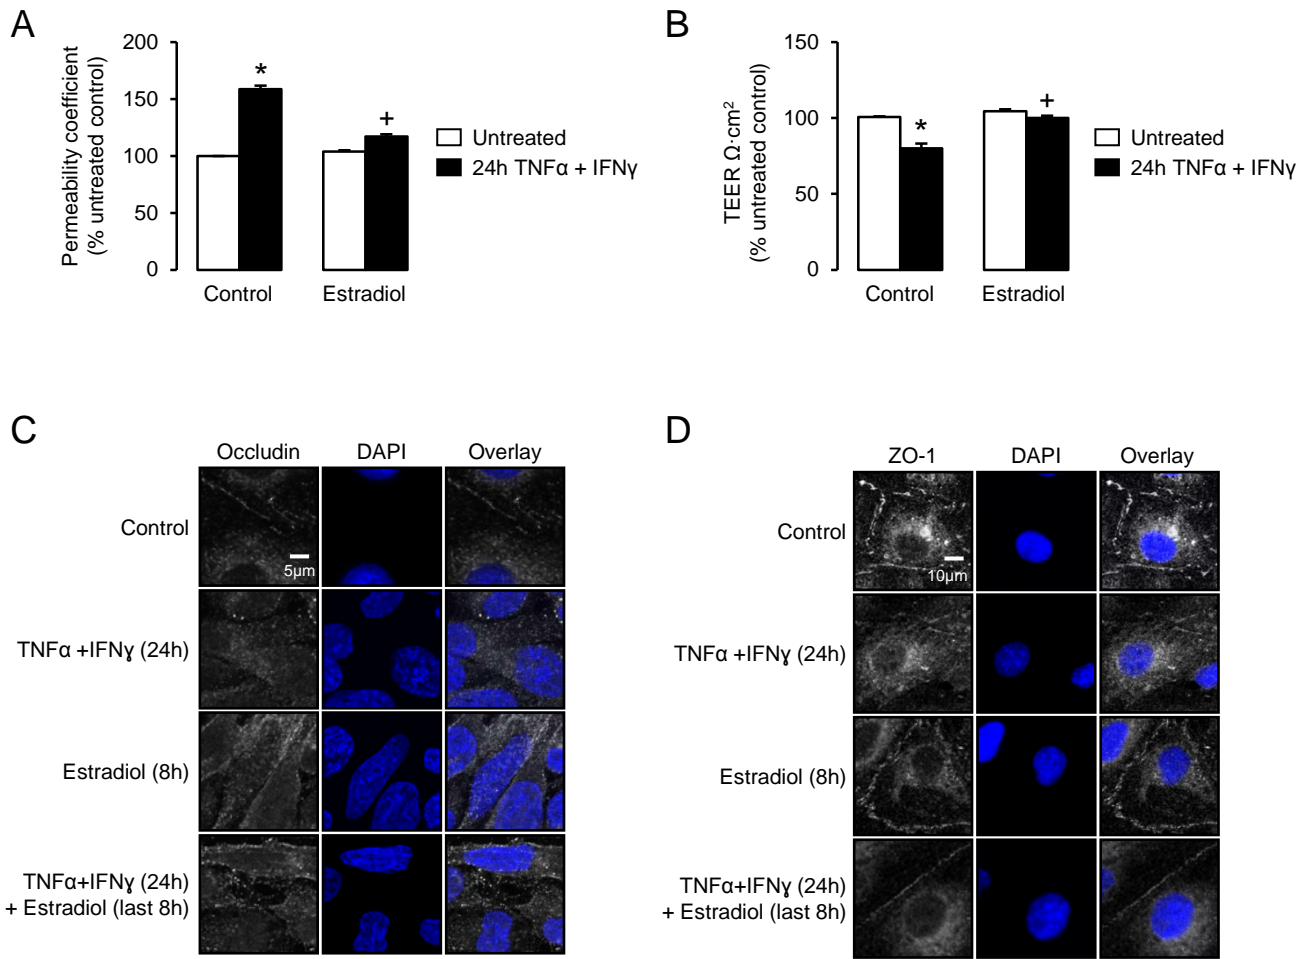 A
Permeability coefficient
(% untreated control)
200
150
100
50
0
*
+
Control
Estradiol
Untreated
24h TNFα + IFNγ
B
TEER Ω·cm²
(% untreated control)
150
100
50
0
*
+
Control
Estradiol
Untreated
24h TNFα + IFNγ
C
Occludin DAPI Overlay
Control
5μm
TNFα +IFNɣ (24h)
Estradiol (8h)
TNFα+IFNɣ (24h)
+ Estradiol (last 8h)
D
ZO-1 DAPI Overlay
Control
10μm
TNFα +IFNɣ (24h)
Estradiol (8h)
TNFα+IFNɣ (24h)
+ Estradiol (last 8h)